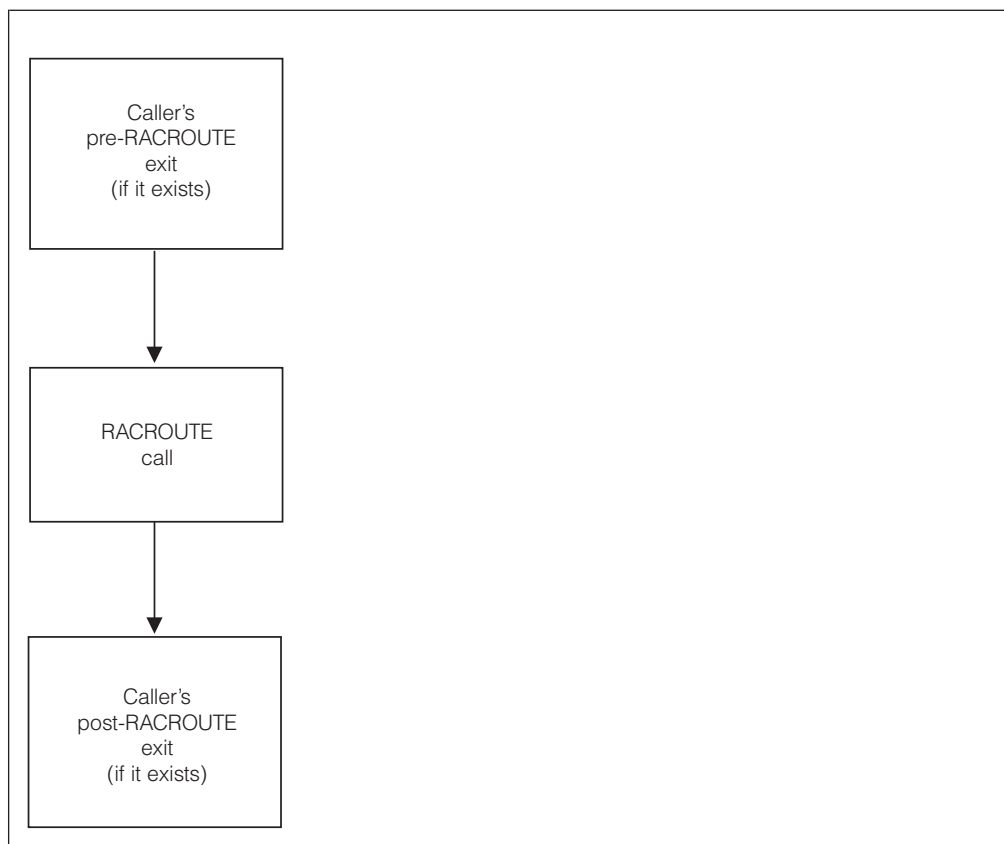 Caller's
pre-RACROUTE
exit
(if it exists)
RACROUTE
call
Caller's
post-RACROUTE
exit
(if it exists)